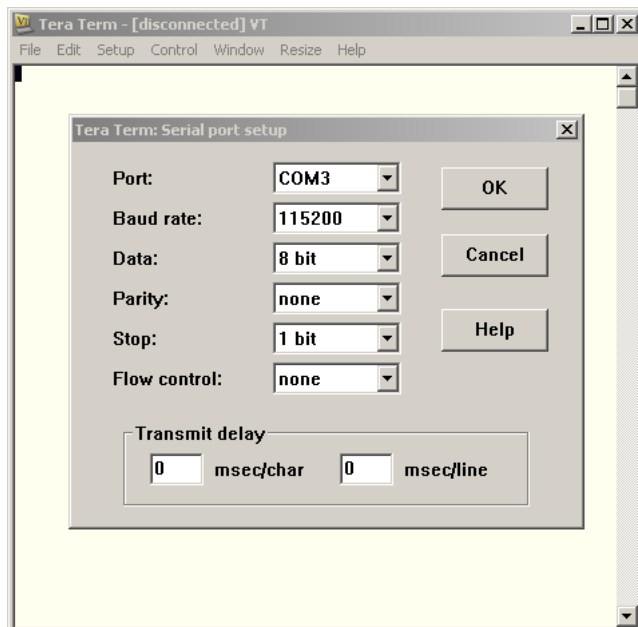 Tera Term - [disconnected] VT
File Edit Setup Control Window Resize Help
Tera Term: Serial port setup
Port: COM3
OK
Baud rate: 115200
Data: 8 bit
Cancel
Parity: none
Stop: 1 bit
Help
Flow control: none
Transmit delay
0 msec/char 0 msec/line